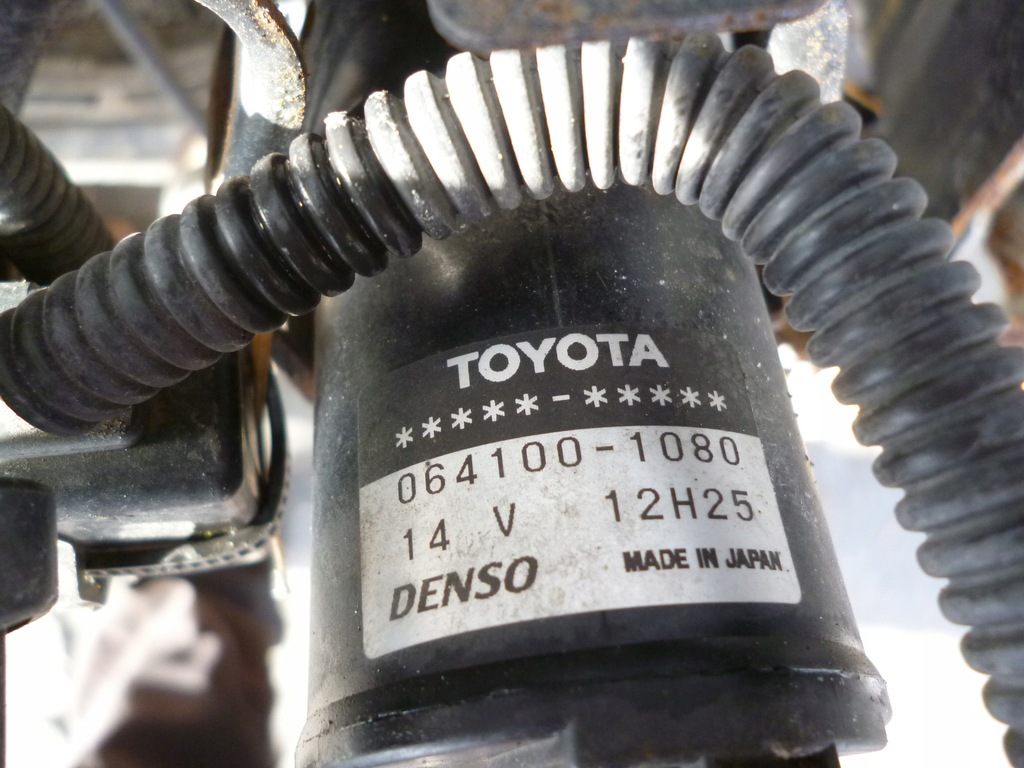 TOYOTA
*****-*****
064100-1080
14 V 12H25
DENSO MADE IN JAPAN